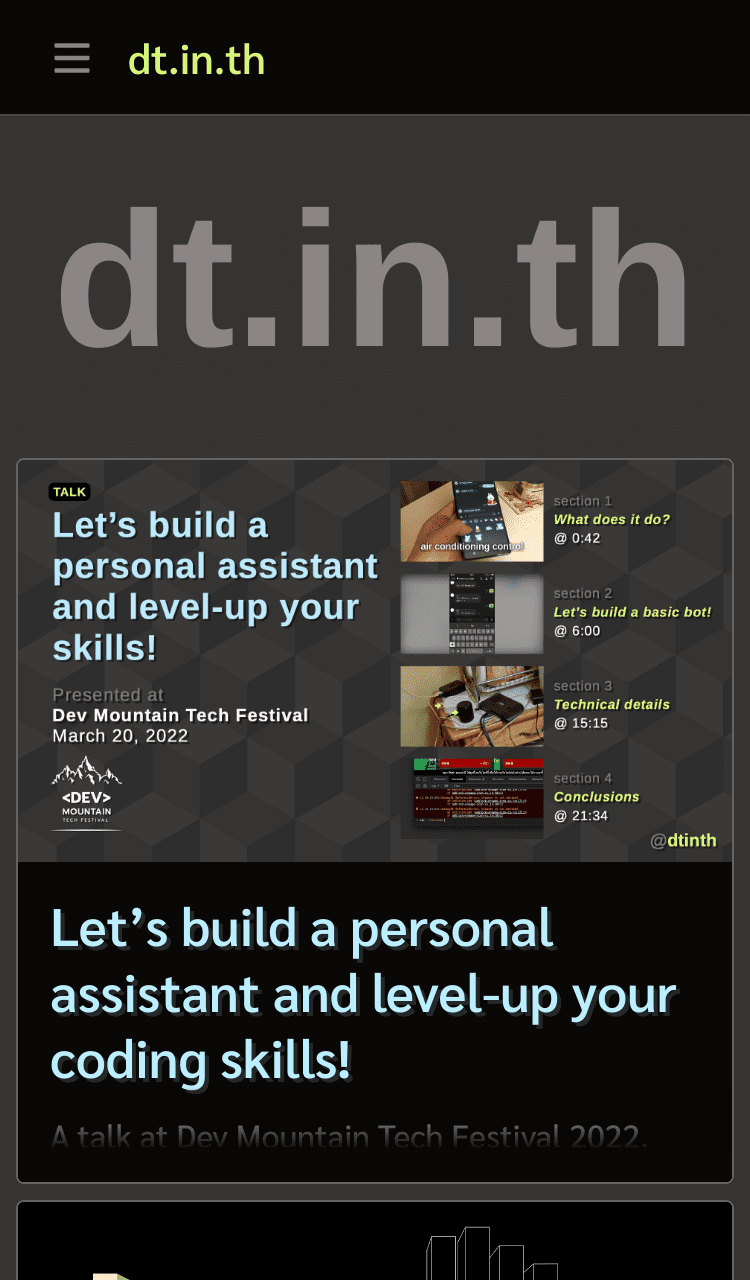 dt.in.th
dt.in.th
TALK
Let’s build a
personal assistant
and level-up your
skills!
Presented at
Dev Mountain Tech Festival
March 20, 2022
<DEV>
MOUNTAIN
TECH FESTIVAL
air conditioning control
section 1
What does it do?
@ 0:42
section 2
Let's build a basic bot!
@ 6:00
section 3
Technical details
@ 15:15
section 4
Conclusions
@ 21:34
@dtinth
Let’s build a personal
assistant and level-up your
coding skills!
A talk at Dev Mountain Tech Festival 2022.